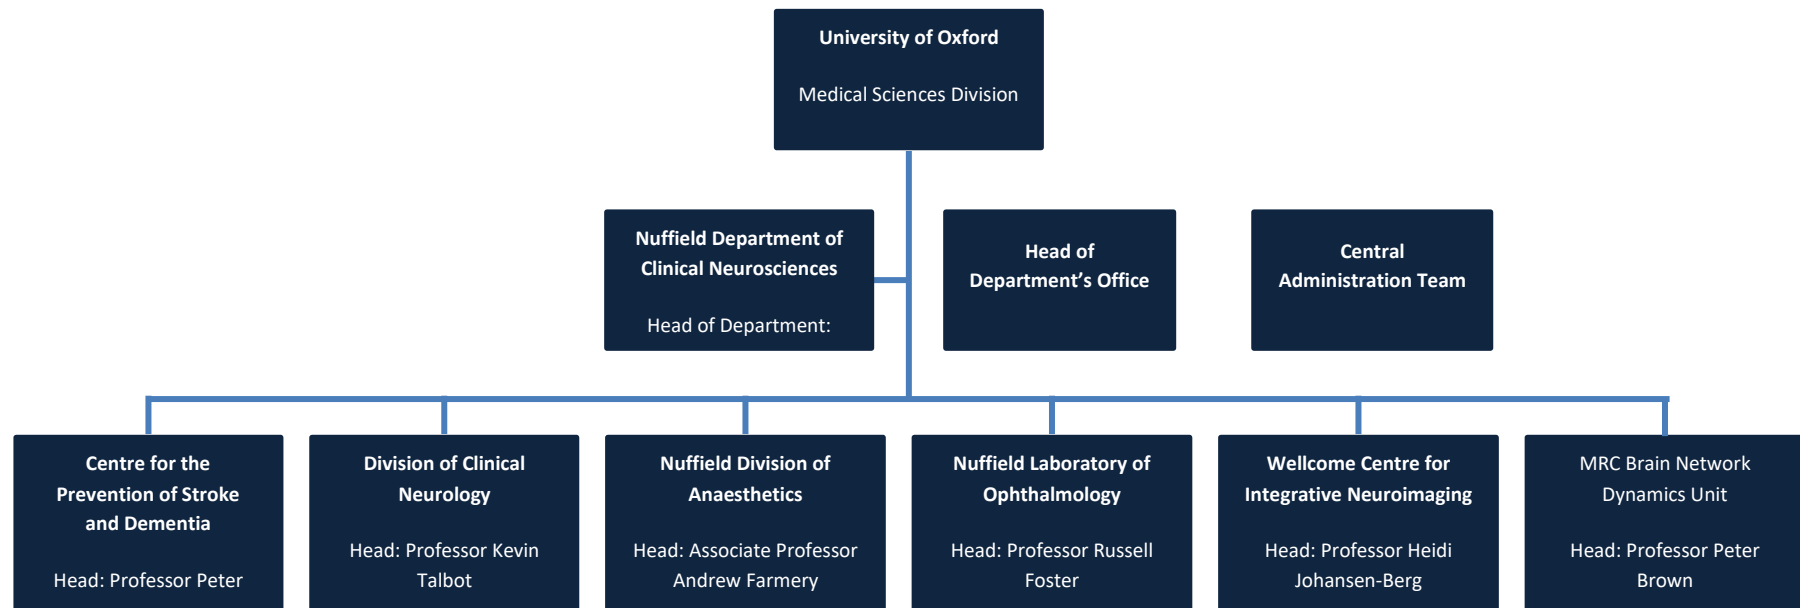 University of Oxford
Medical Sciences Division
Nuffield Department of
Clinical Neurosciences
Head of Department:
Head of
Department’s Office
Central
Administration Team
Centre for the
Prevention of Stroke
and Dementia
Head: Professor Peter
Division of Clinical
Neurology
Head: Professor Kevin
Talbot
Nuffield Division of
Anaesthetics
Head: Associate Professor
Andrew Farmery
Nuffield Laboratory of
Ophthalmology
Head: Professor Russell
Foster
Wellcome Centre for
Integrative Neuroimaging
Head: Professor Heidi
Johansen-Berg
MRC Brain Network
Dynamics Unit
Head: Professor Peter
Brown